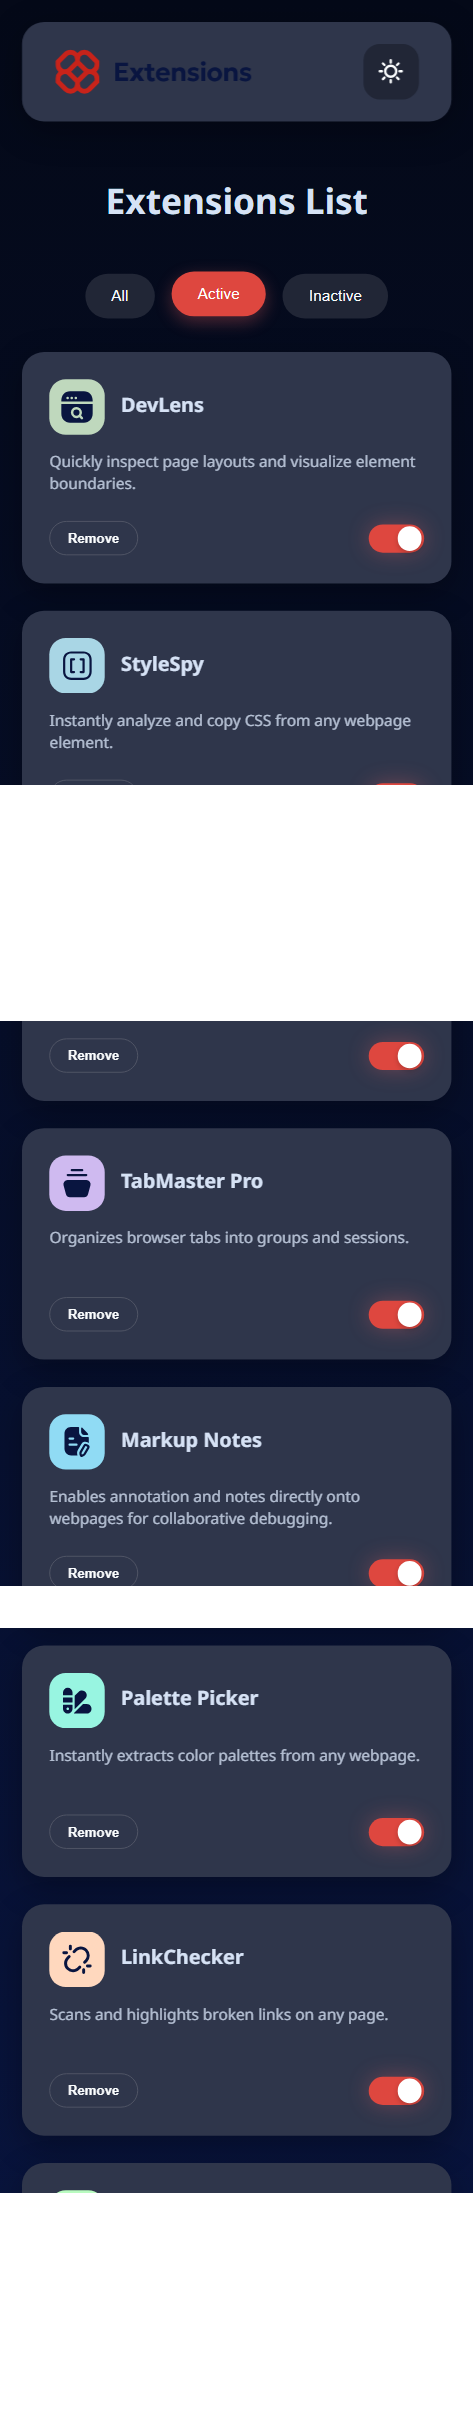 Extensions
Extensions List
All
Active
Inactive
DevLens
Quickly inspect page layouts and visualize element
boundaries.
Remove
StyleSpy
Instantly analyze and copy CSS from any webpage
element.
Remove
TabMaster Pro
Organizes browser tabs into groups and sessions.
Remove
Markup Notes
Enables annotation and notes directly onto
webpages for collaborative debugging.
Remove
Palette Picker
Instantly extracts color palettes from any webpage.
Remove
LinkChecker
Scans and highlights broken links on any page.
Remove